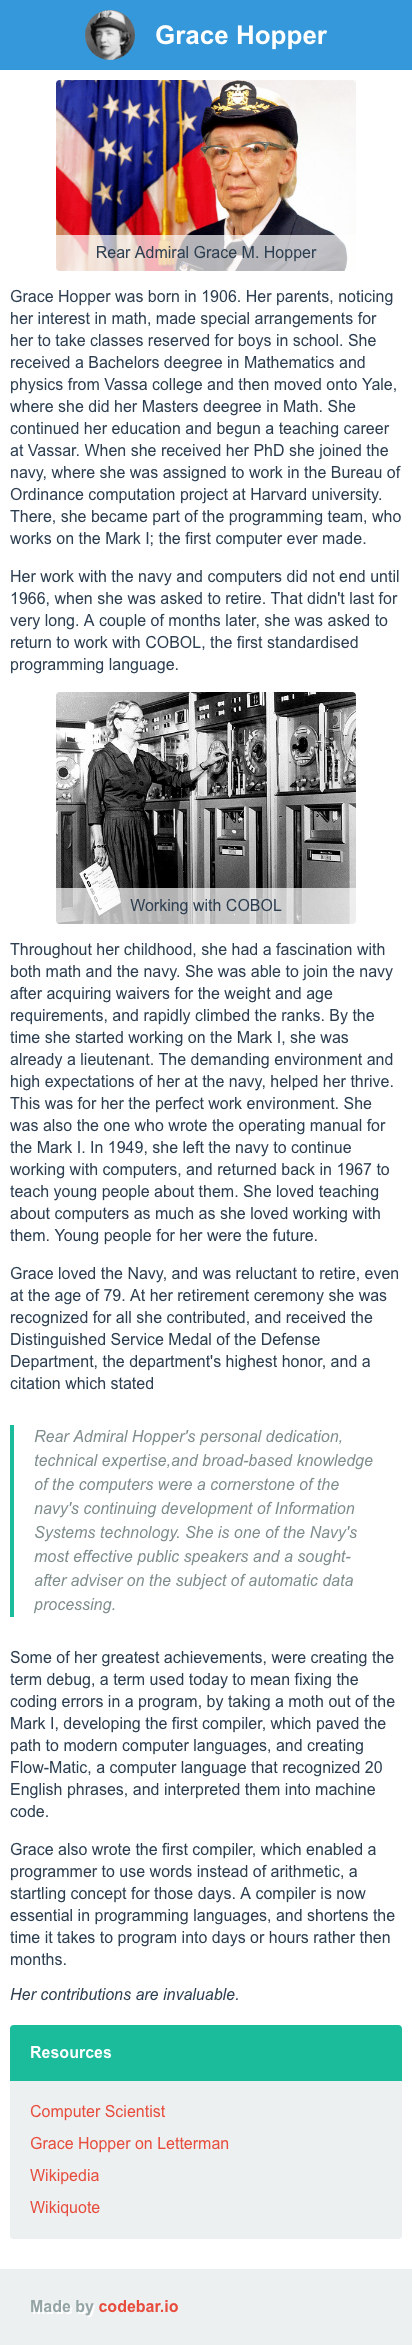 Grace Hopper
Rear Admiral Grace M. Hopper
Grace Hopper was born in 1906. Her parents, noticing
her interest in math, made special arrangements for
her to take classes reserved for boys in school. She
received a Bachelors deegree in Mathematics and
physics from Vassa college and then moved onto Yale,
where she did her Masters deegree in Math. She
continued her education and begun a teaching career
at Vassar. When she received her PhD she joined the
navy, where she was assigned to work in the Bureau of
Ordinance computation project at Harvard university.
There, she became part of the programming team, who
works on the Mark I; the first computer ever made.
Her work with the navy and computers did not end until
1966, when she was asked to retire. That didn't last for
very long. A couple of months later, she was asked to
return to work with COBOL, the first standardised
programming language.
Working with COBOL
Throughout her childhood, she had a fascination with
both math and the navy. She was able to join the navy
after acquiring waivers for the weight and age
requirements, and rapidly climbed the ranks. By the
time she started working on the Mark I, she was
already a lieutenant. The demanding environment and
high expectations of her at the navy, helped her thrive.
This was for her the perfect work environment. She
was also the one who wrote the operating manual for
the Mark I. In 1949, she left the navy to continue
working with computers, and returned back in 1967 to
teach young people about them. She loved teaching
about computers as much as she loved working with
them. Young people for her were the future.
Grace loved the Navy, and was reluctant to retire, even
at the age of 79. At her retirement ceremony she was
recognized for all she contributed, and received the
Distinguished Service Medal of the Defense
Department, the department's highest honor, and a
citation which stated
Rear Admiral Hopper's personal dedication,
technical expertise,and broad-based knowledge
of the computers were a cornerstone of the
navy's continuing development of Information
Systems technology. She is one of the Navy's
most effective public speakers and a sought-
after adviser on the subject of automatic data
processing.
Some of her greatest achievements, were creating the
term debug, a term used today to mean fixing the
coding errors in a program, by taking a moth out of the
Mark I, developing the first compiler, which paved the
path to modern computer languages, and creating
Flow-Matic, a computer language that recognized 20
English phrases, and interpreted them into machine
code.
Grace also wrote the first compiler, which enabled a
programmer to use words instead of arithmetic, a
startling concept for those days. A compiler is now
essential in programming languages, and shortens the
time it takes to program into days or hours rather then
months.
Her contributions are invaluable.
Resources
Computer Scientist
Grace Hopper on Letterman
Wikipedia
Wikiquote
Made by codebar.io